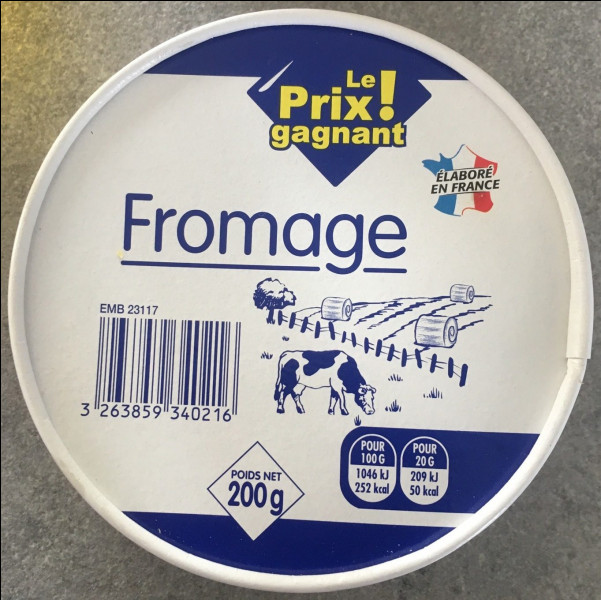 Le
Prix!
gagnant
ÉLABORÉ
EN FRANCE
Fromage
EMB 23117
3 263859 340216
POIDS NET
200g
POUR
100 G
1046 kJ
252 kcal
POUR
20 G
209 kJ
50 kcal